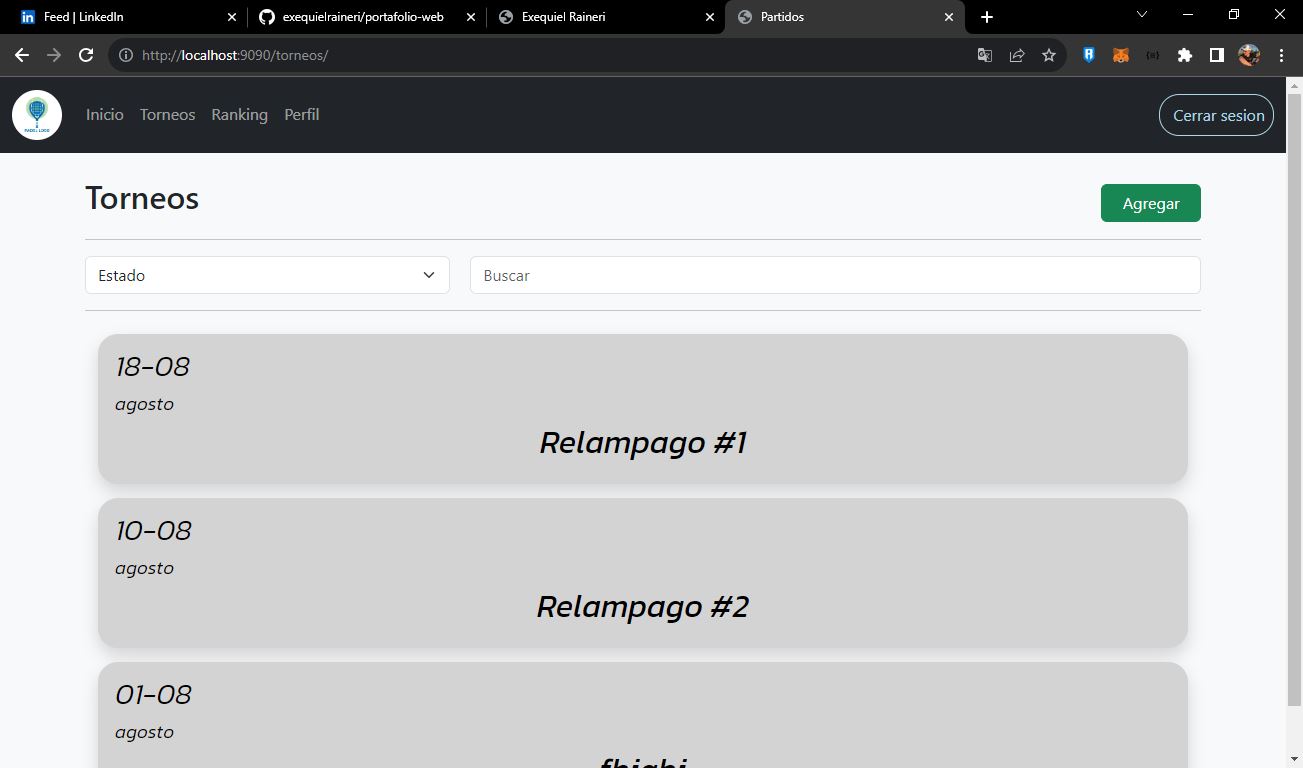 Feed | LinkedIn
exequielraineri/portafolio-web
Exequiel Raineri
Partidos
http://localhost:9090/torneos/
PADEL LOGO
Inicio
Torneos
Ranking
Perfil
Cerrar sesion
Torneos
Agregar
Estado
Buscar
18-08
agosto
Relampago #1
10-08
agosto
Relampago #2
01-08
agosto